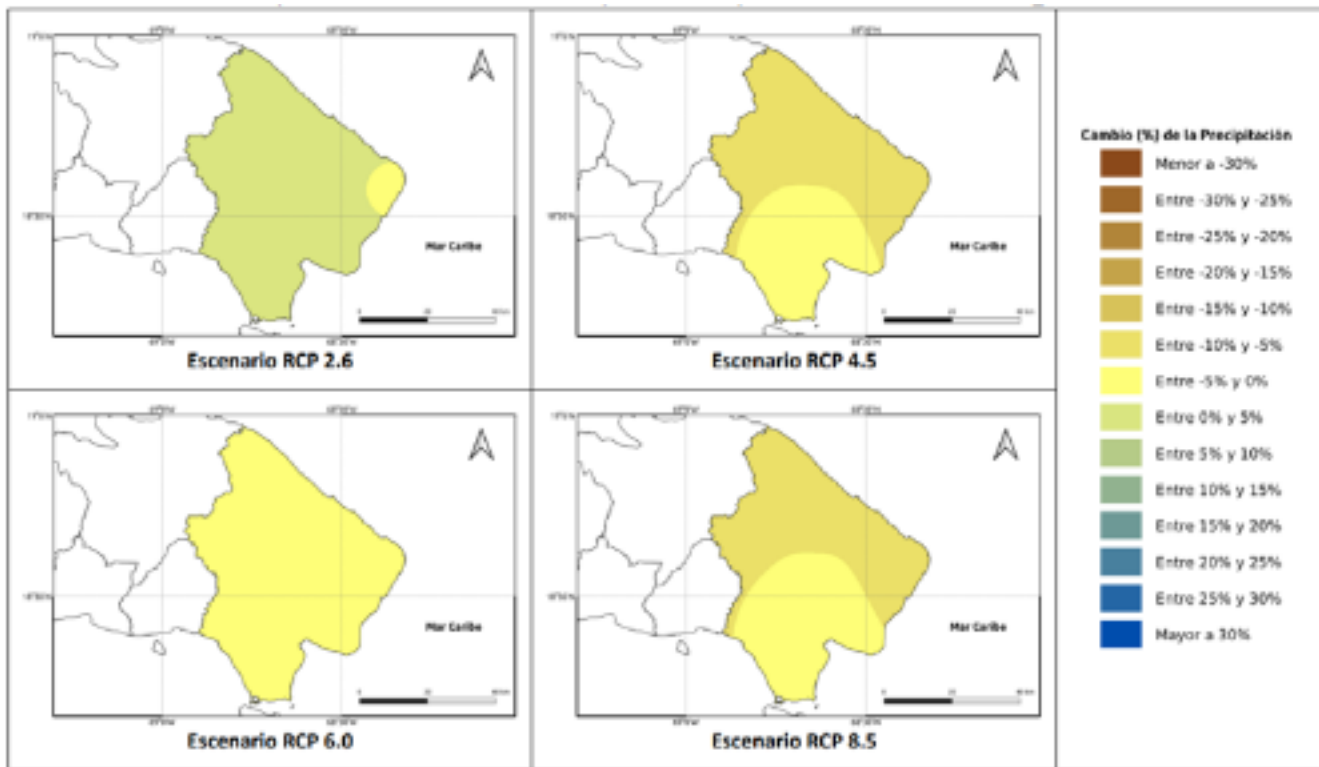 Mar Caribe
Escenario RCP 2.6
Mar Caribe
Escenario RCP 4.5
Mar Caribe
Escenario RCP 6.0
Mar Caribe
Escenario RCP 8.5
Cambio (%) de la Precipitación
Menor a -30%
Entre -30% y -25%
Entre -25% y -20%
Entre -20% y -15%
Entre -15% y -10%
Entre -10% y -5%
Entre -5% y 0%
Entre 0% y 5%
Entre 5% y 10%
Entre 10% y 15%
Entre 15% y 20%
Entre 20% y 25%
Entre 25% y 30%
Mayor a 30%